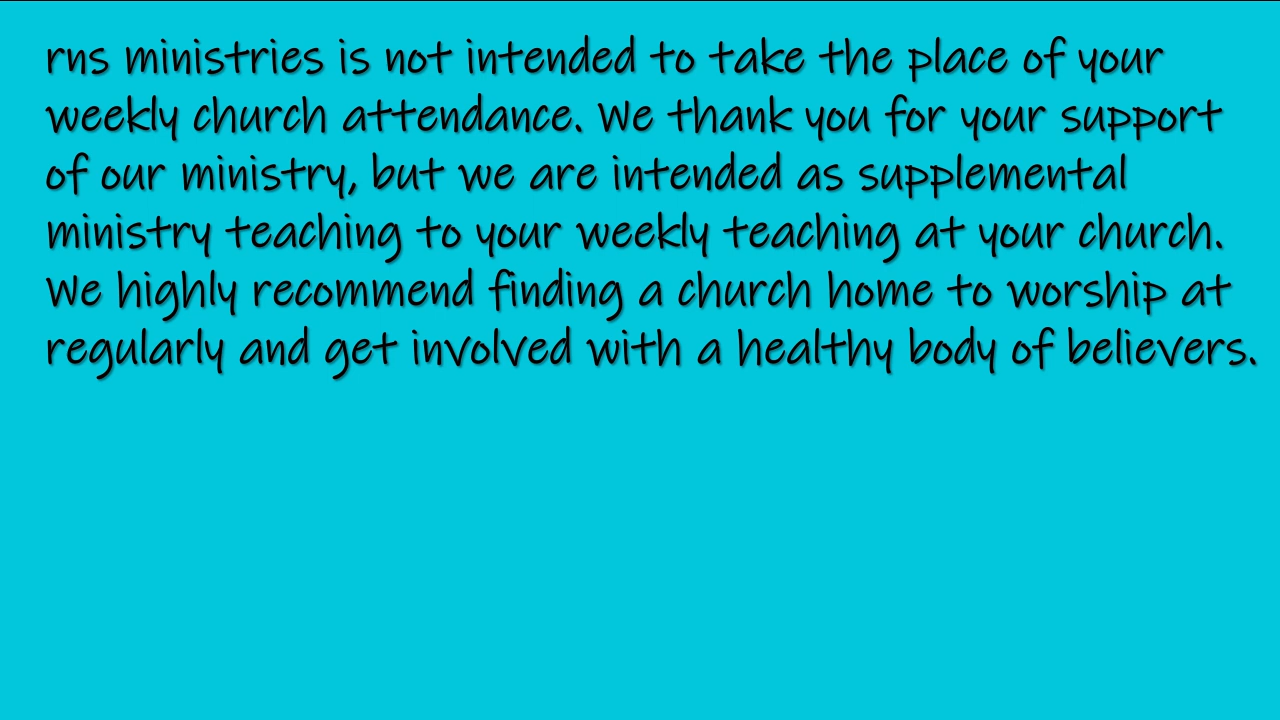 rns ministries is not intended to take the place of your
weekly church attendance. We thank you for your support
of our ministry, but we are intended as supplemental
ministry teaching to your weekly teaching at your church.
We highly recommend finding a church home to worship at
regularly and get involved with a healthy body of believers.